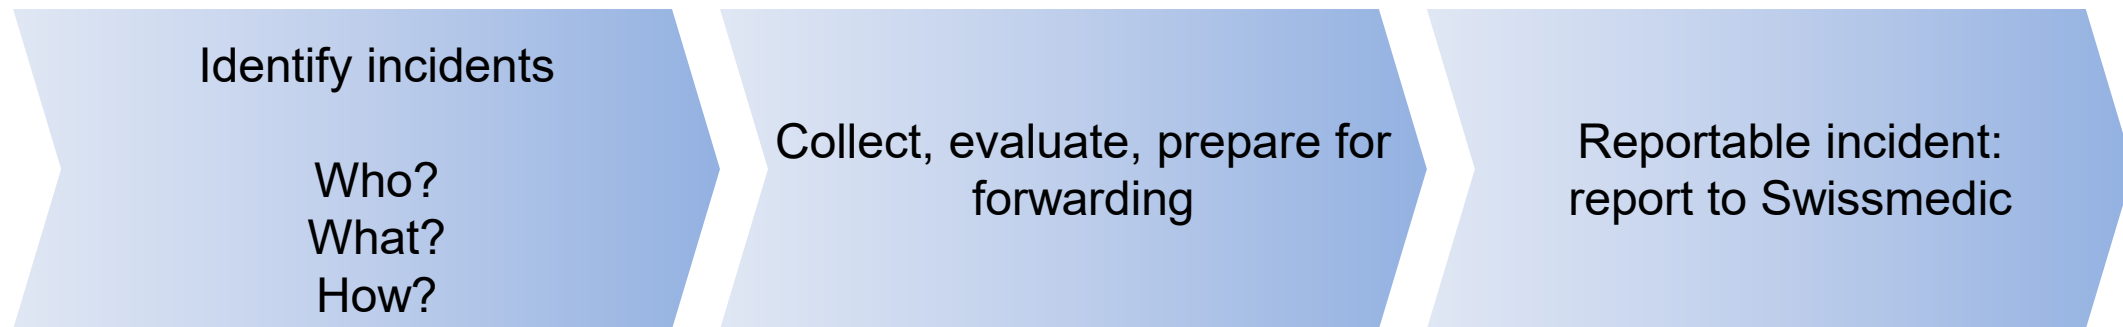 Identify incidents
Who?
What?
How?
Collect, evaluate, prepare for
forwarding
Reportable incident:
report to Swissmedic